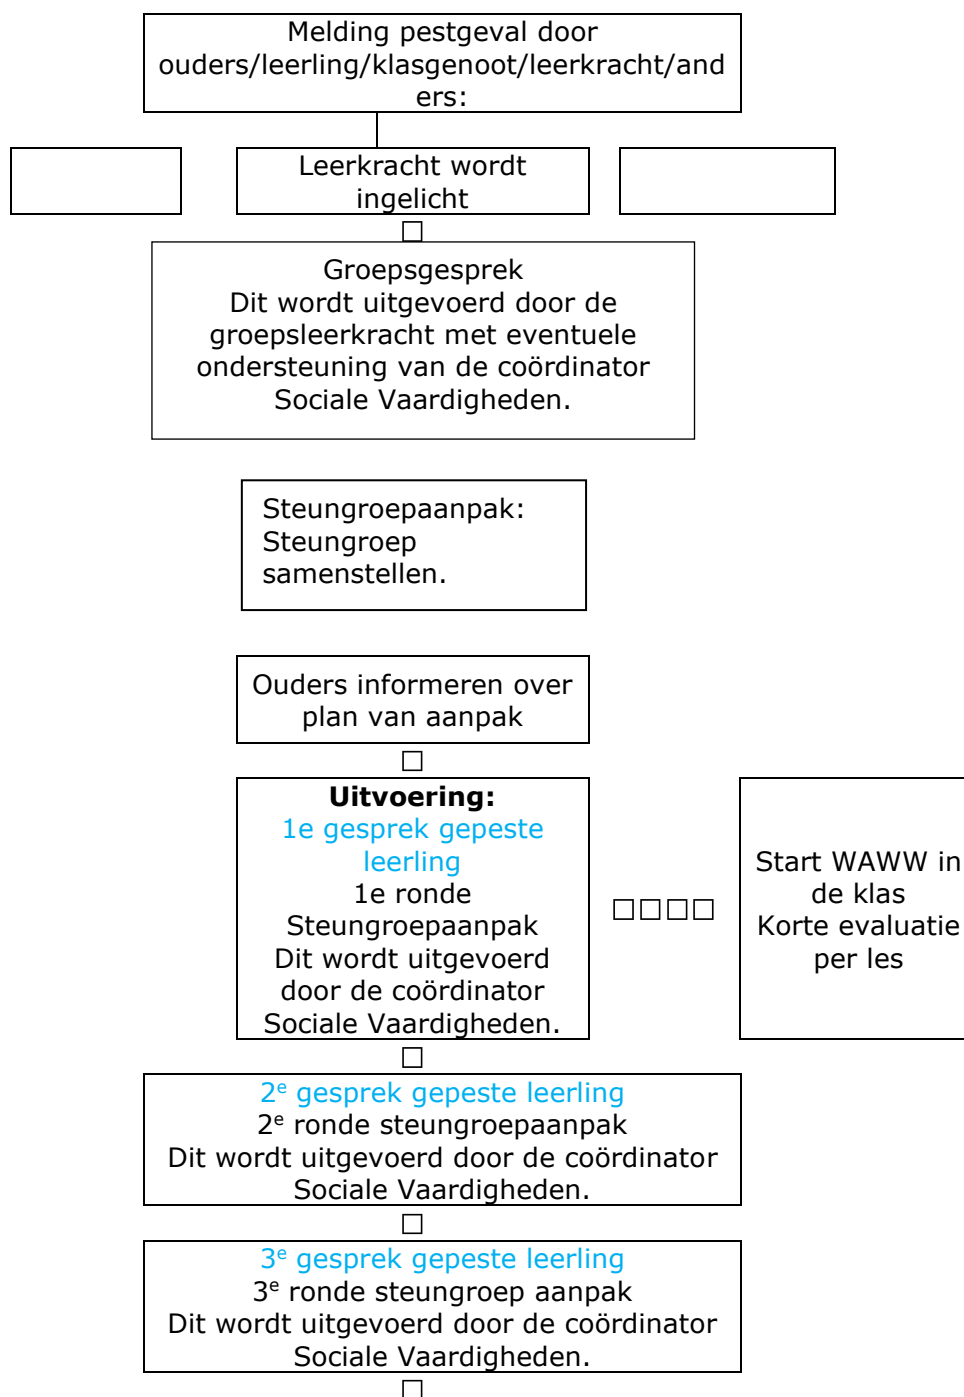 Melding pestgeval door
ouders/leerling/klasgenoot/leerkracht/and
ers:
Leerkracht wordt
ingelicht
□
Groepsgesprek
Dit wordt uitgevoerd door de
groepsleerkracht met eventuele
ondersteuning van de coördinator
Sociale Vaardigheden.
Steungroepaanpak:
Steungroep
samenstellen.
Ouders informeren over
plan van aanpak
□
Uitvoering:
1e gesprek gepeste
leerling
1e ronde
Steungroepaanpak
Dit wordt uitgevoerd
door de coördinator
Sociale Vaardigheden.
□□□□
Start WAWW in
de klas
Korte evaluatie
per les
□
2e gesprek gepeste leerling
2e ronde steungroepaanpak
Dit wordt uitgevoerd door de coördinator
Sociale Vaardigheden.
□
3e gesprek gepeste leerling
3e ronde steungroep aanpak
Dit wordt uitgevoerd door de coördinator
Sociale Vaardigheden.
□